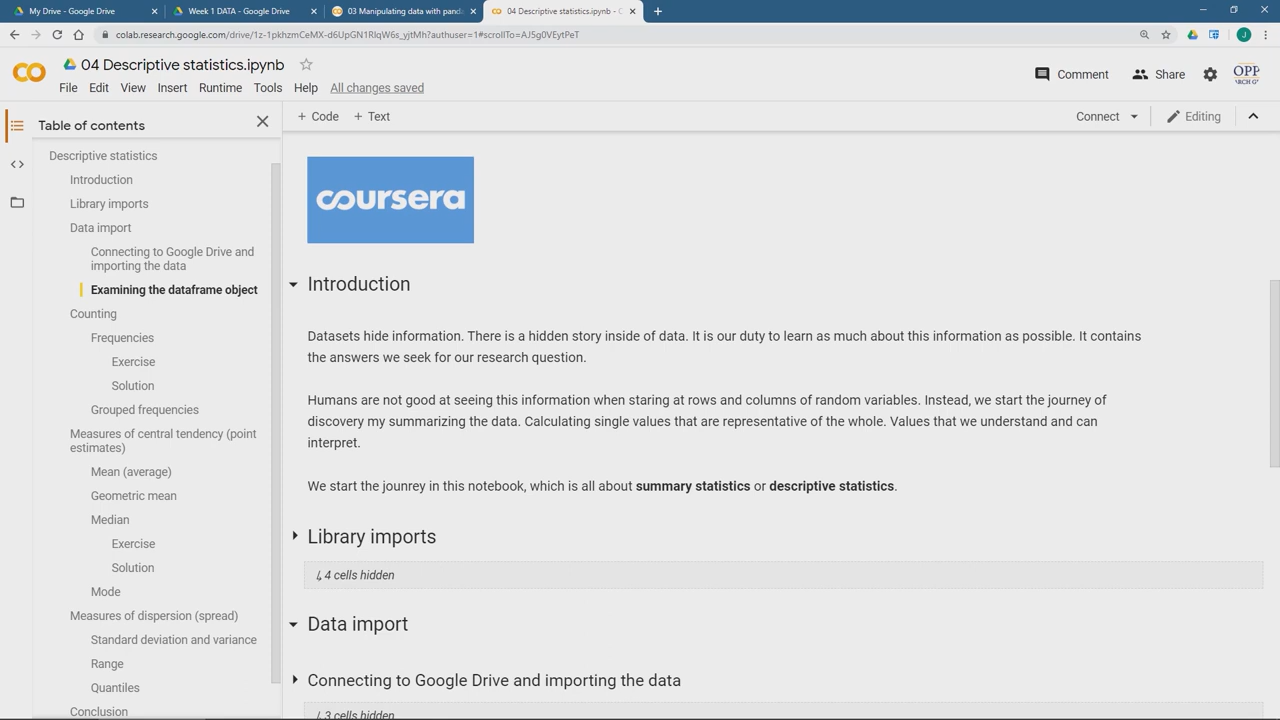 My Drive - Google Drive
Week 1 DATA - Google Drive
03 Manipulating data with panda
04 Descriptive statistics.ipynb - C
colab.research.google.com/drive/1z-1pkhzmCeMX-d6UpGN1RIqW6s_yjtMh?authuser=1#scrollTo=AJ5g0VEytPeT
J
04 Descriptive statistics.ipynb
File Edit View Insert Runtime Tools Help All changes saved
Comment Share
OPP
RCH G
Table of contents
+ Code + Text
Connect
Editing
Descriptive statistics
Introduction
Library imports
Data import
Connecting to Google Drive and
importing the data
Examining the dataframe object
Counting
Frequencies
Exercise
Solution
Grouped frequencies
Measures of central tendency (point
estimates)
Mean (average)
Geometric mean
Median
Exercise
Solution
Mode
Measures of dispersion (spread)
Standard deviation and variance
Range
Quantiles
Conclusion
coursera
Introduction
Datasets hide information. There is a hidden story inside of data. It is our duty to learn as much about this information as possible. It contains
the answers we seek for our research question.
Humans are not good at seeing this information when staring at rows and columns of random variables. Instead, we start the journey of
discovery my summarizing the data. Calculating single values that are representative of the whole. Values that we understand and can
interpret.
We start the jounrey in this notebook, which is all about summary statistics or descriptive statistics.
Library imports
4 cells hidden
Data import
Connecting to Google Drive and importing the data
3 cells hidden